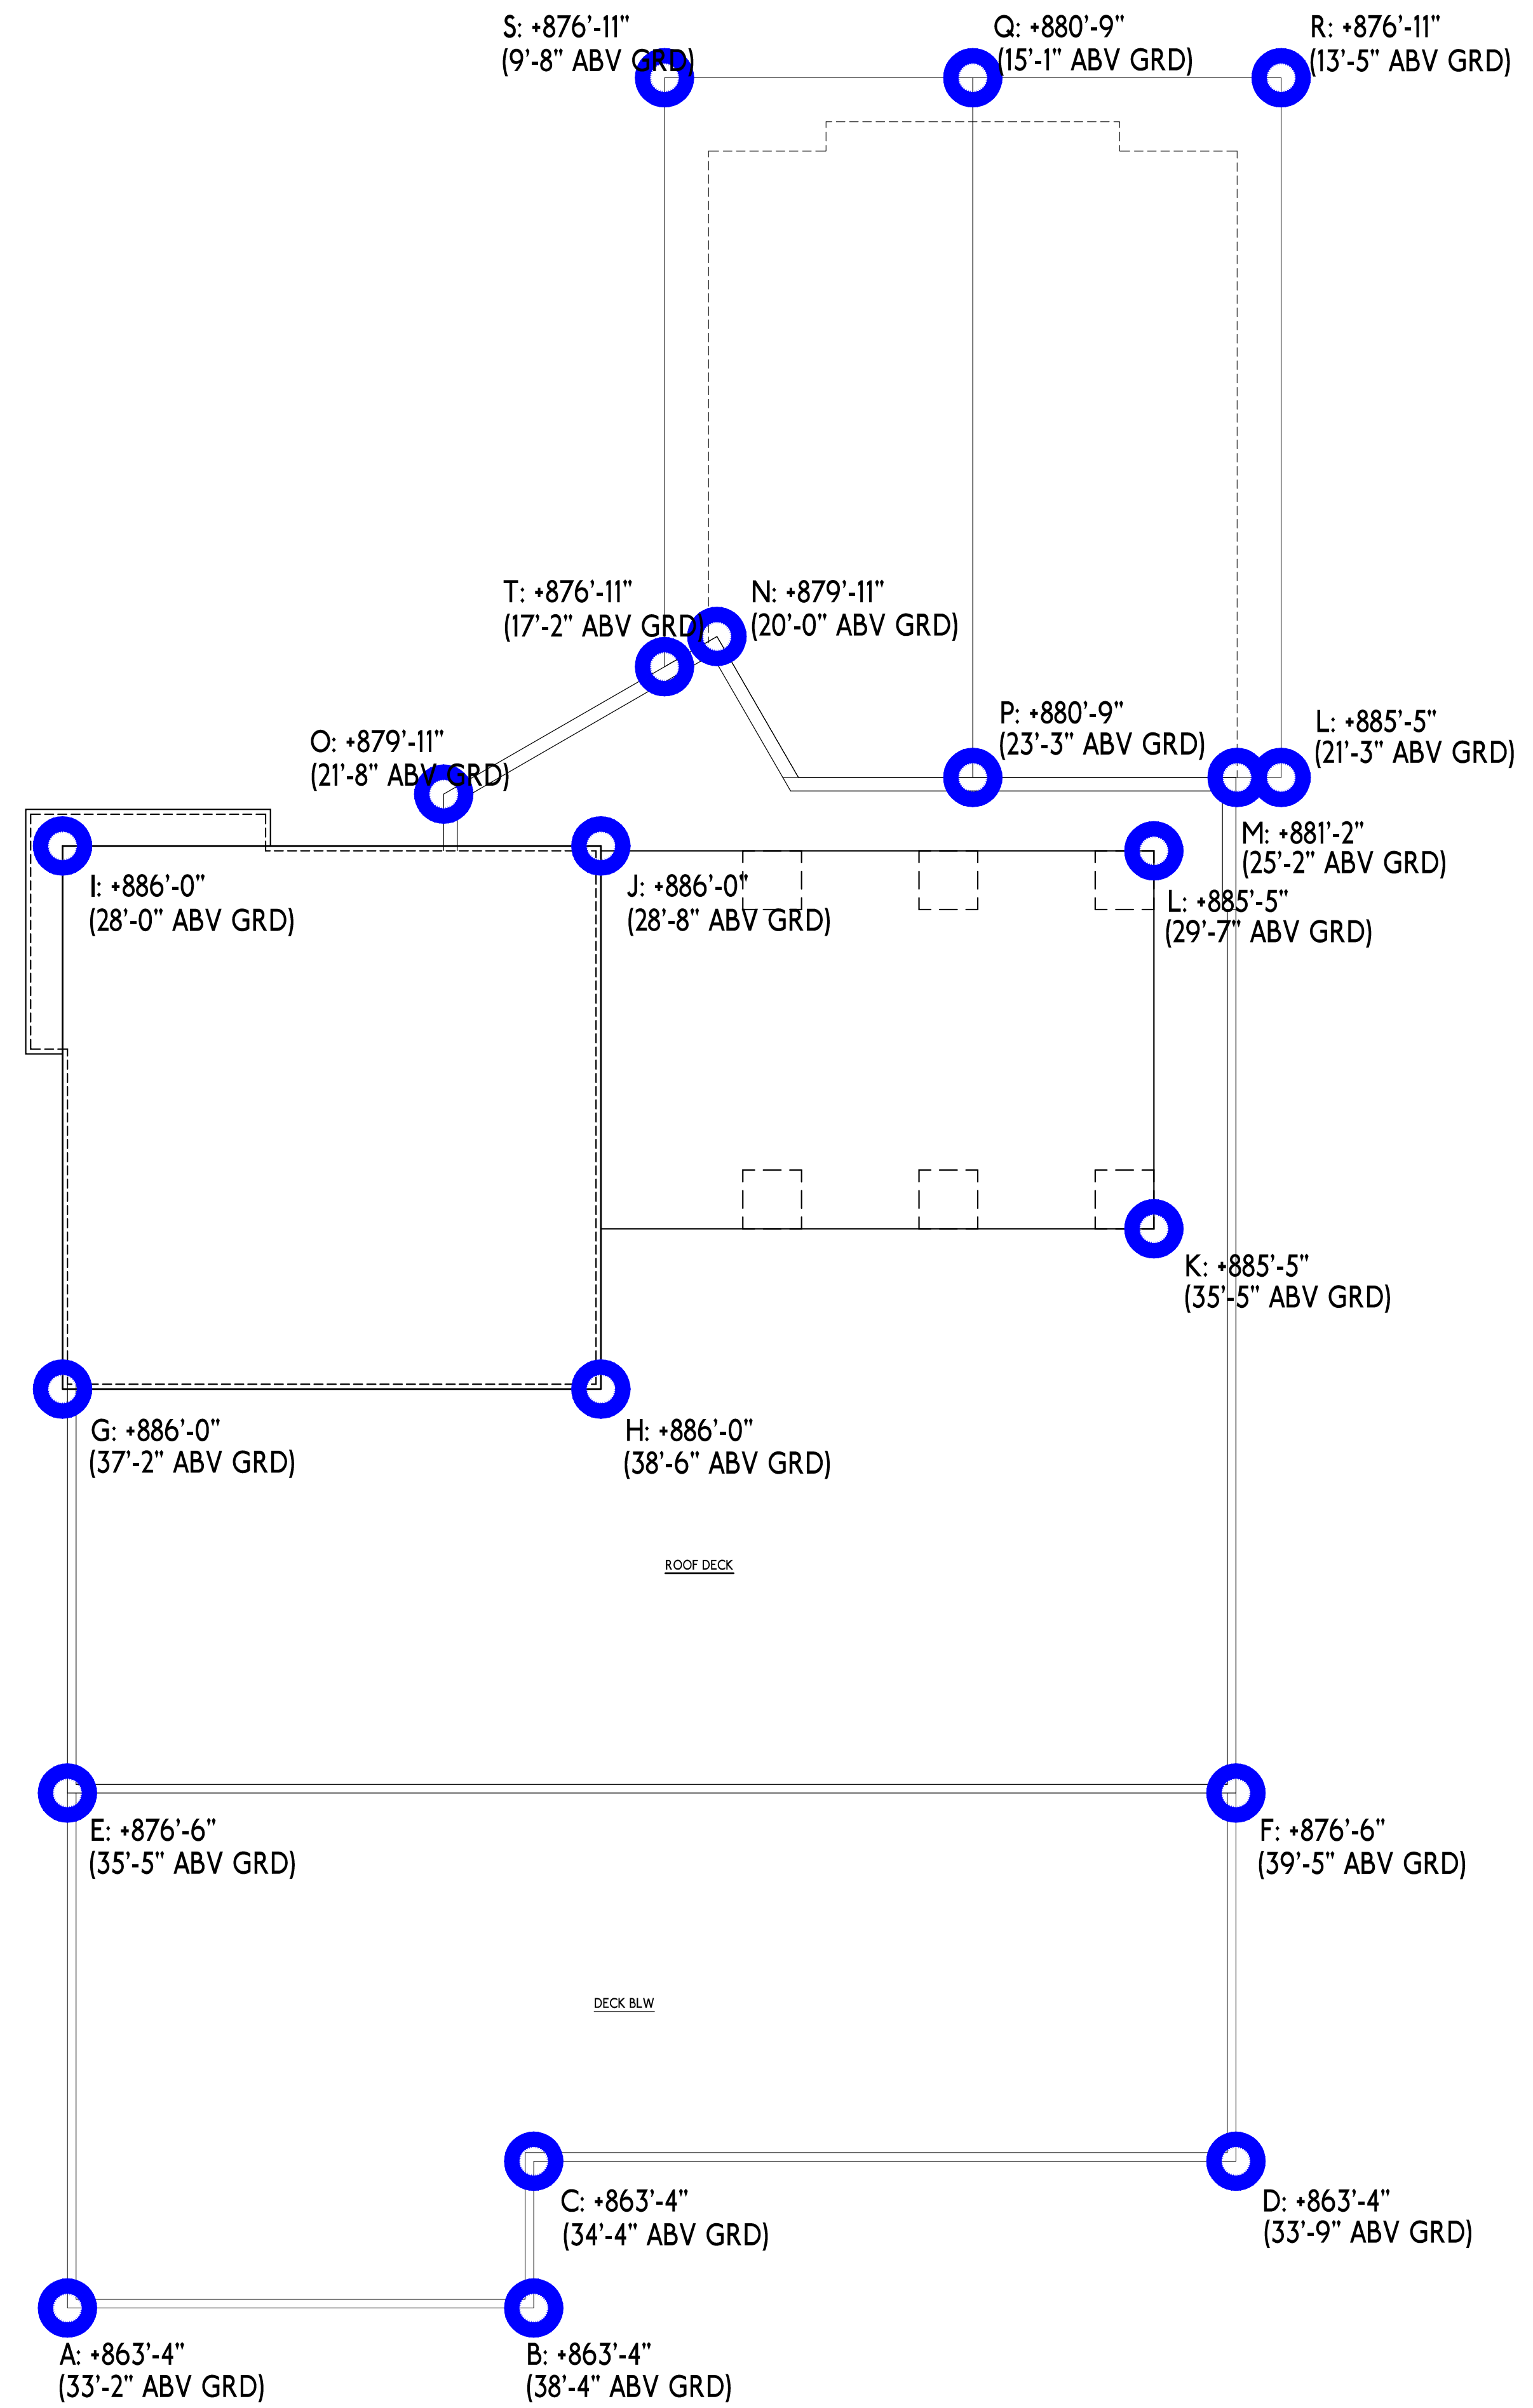 S: +876'-11"
(9'-8" ABV GRD)
Q: +880'-9"
(15'-1" ABV GRD)
R: +876'-11"
(13'-5" ABV GRD)
T: +876'-11"
(17'-2" ABV GRD)
N: +879'-11"
(20'-0" ABV GRD)
O: +879'-11"
(21'-8" ABV GRD)
P: +880'-9"
(23'-3" ABV GRD)
L: +885'-5"
(21'-3" ABV GRD)
M: +881'-2"
(25'-2" ABV GRD)
I: +886'-0"
(28'-0" ABV GRD)
J: +886'-0"
(28'-8" ABV GRD)
L: +885'-5"
(29'-7" ABV GRD)
K: +885'-5"
(35'-5" ABV GRD)
G: +886'-0"
(37'-2" ABV GRD)
H: +886'-0"
(38'-6" ABV GRD)
ROOF DECK
E: +876'-6"
(35'-5" ABV GRD)
F: +876'-6"
(39'-5" ABV GRD)
DECK BLW
C: +863'-4"
(34'-4" ABV GRD)
D: +863'-4"
(33'-9" ABV GRD)
A: +863'-4"
(33'-2" ABV GRD)
B: +863'-4"
(38'-4" ABV GRD)